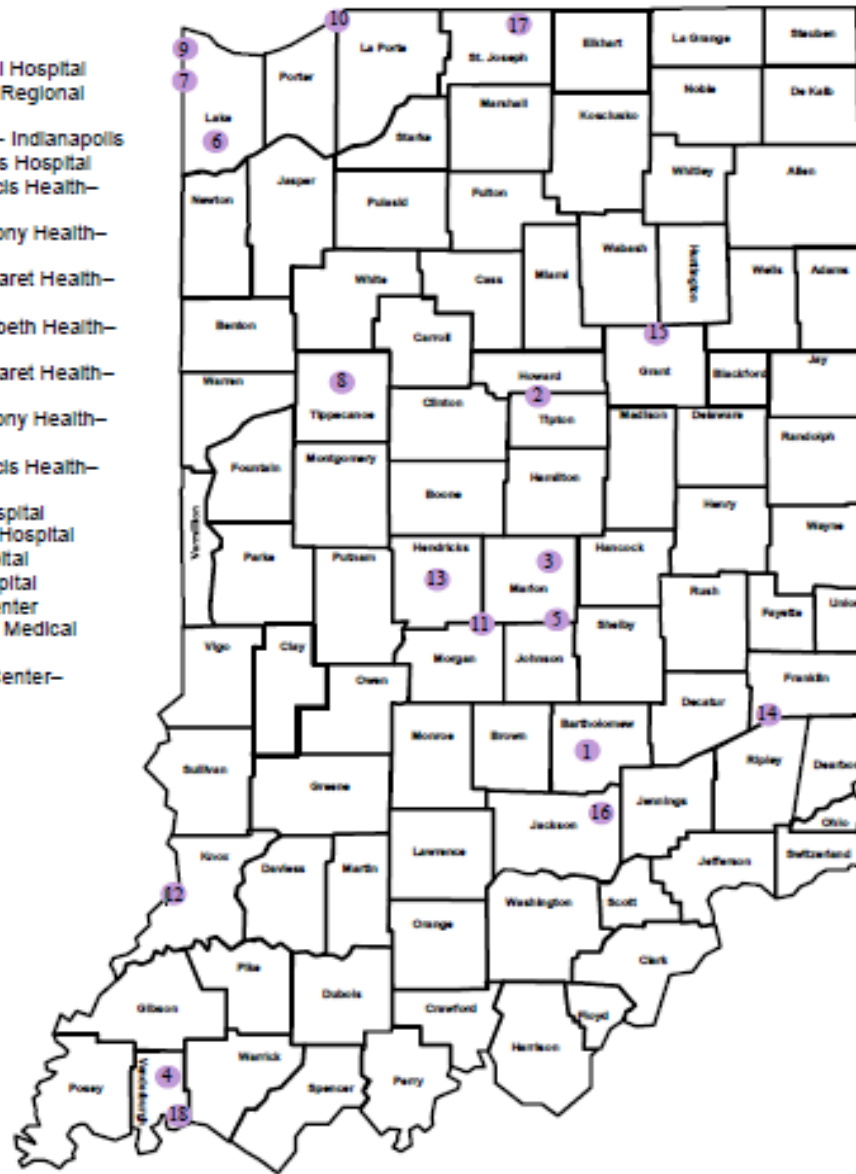 l Hospital
Regional
– Indianapolis
s Hospital
cis Health–
ony Health–
aret Health–
beth Health–
aret Health–
ony Health–
cis Health–
spital
Hospital
pital
pital
enter
Medical
Center–
10 17
9 La Porte Elkhart La Grange Steuben
7 Porter St. Joseph
Lake Marshall Noble De Kalb
6 Starke Kosciusko
Newton Jasper Pulaski Fulton Whitley Allen
White Cass Miami Wabash Huntington Wells Adams
Benton Carroll 15
Warren 8 Howard Grant Blackford Jay
Tippecanoe Clinton 2 Tipton Madison Delaware
Fountain Montgomery Randolph
Vermillion Boone Hamilton Henry
Parke Putnam Hendricks 3 Hancock Wayne
13 Marion Rush Fayette Union
11 5 Shelby
Vigo Clay Morgan Johnson Franklin
Owen Decatur
Monroe Brown Bartholomew 14
Sullivan 1 Ripley Dearbor
Greene Jennings
Jackson 16 Ohio
Knox Daviess Martin Lawrence Jefferson Switzerland
12 Washington Scott
Orange
Pike Clark
Gibson Dubois Crawford Floyd
Harrison
Posey Vanderburgh 4 Warrick Spencer Perry
18